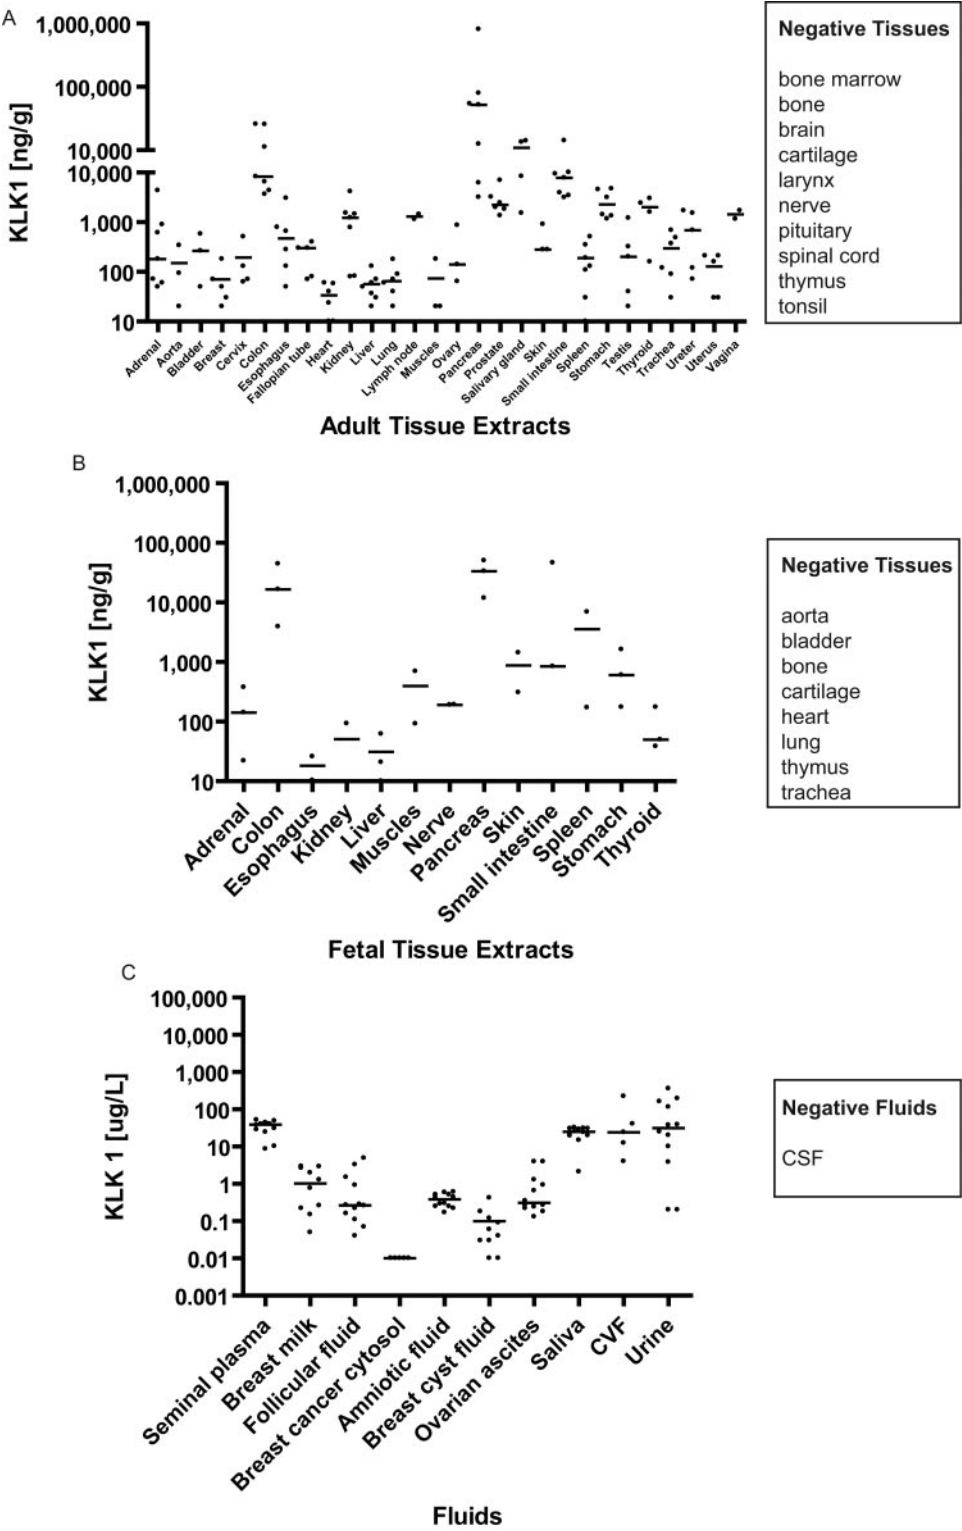 A
KLK1 [ng/g]
1,000,000
100,000
10,000
10,000
1,000
100
10
Adrenal
Aorta
Bladder
Breast
Cervix
Colon
Esophagus
Fallopian tube
Heart
Kidney
Liver
Lung
Lymph node
Muscles
Ovary
Pancreas
Prostate
Salivary gland
Skin
Small intestine
Spleen
Stomach
Testis
Thyroid
Trachea
Ureter
Uterus
Vagina
Adult Tissue Extracts
Negative Tissues
bone marrow
bone
brain
cartilage
larynx
nerve
pituitary
spinal cord
thymus
tonsil
B
KLK1 [ng/g]
1,000,000
100,000
10,000
1,000
100
10
Adrenal
Colon
Esophagus
Kidney
Liver
Muscles
Nerve
Pancreas
Skin
Small intestine
Spleen
Stomach
Thyroid
Fetal Tissue Extracts
Negative Tissues
aorta
bladder
bone
cartilage
heart
lung
thymus
trachea
C
KLK 1 [ug/L]
100,000
10,000
1,000
100
10
1
0.1
0.01
0.001
Seminal plasma
Breast milk
Follicular fluid
Breast cancer cytosol
Amniotic fluid
Breast cyst fluid
Ovarian ascites
Saliva
CVF
Urine
Fluids
Negative Fluids
CSF